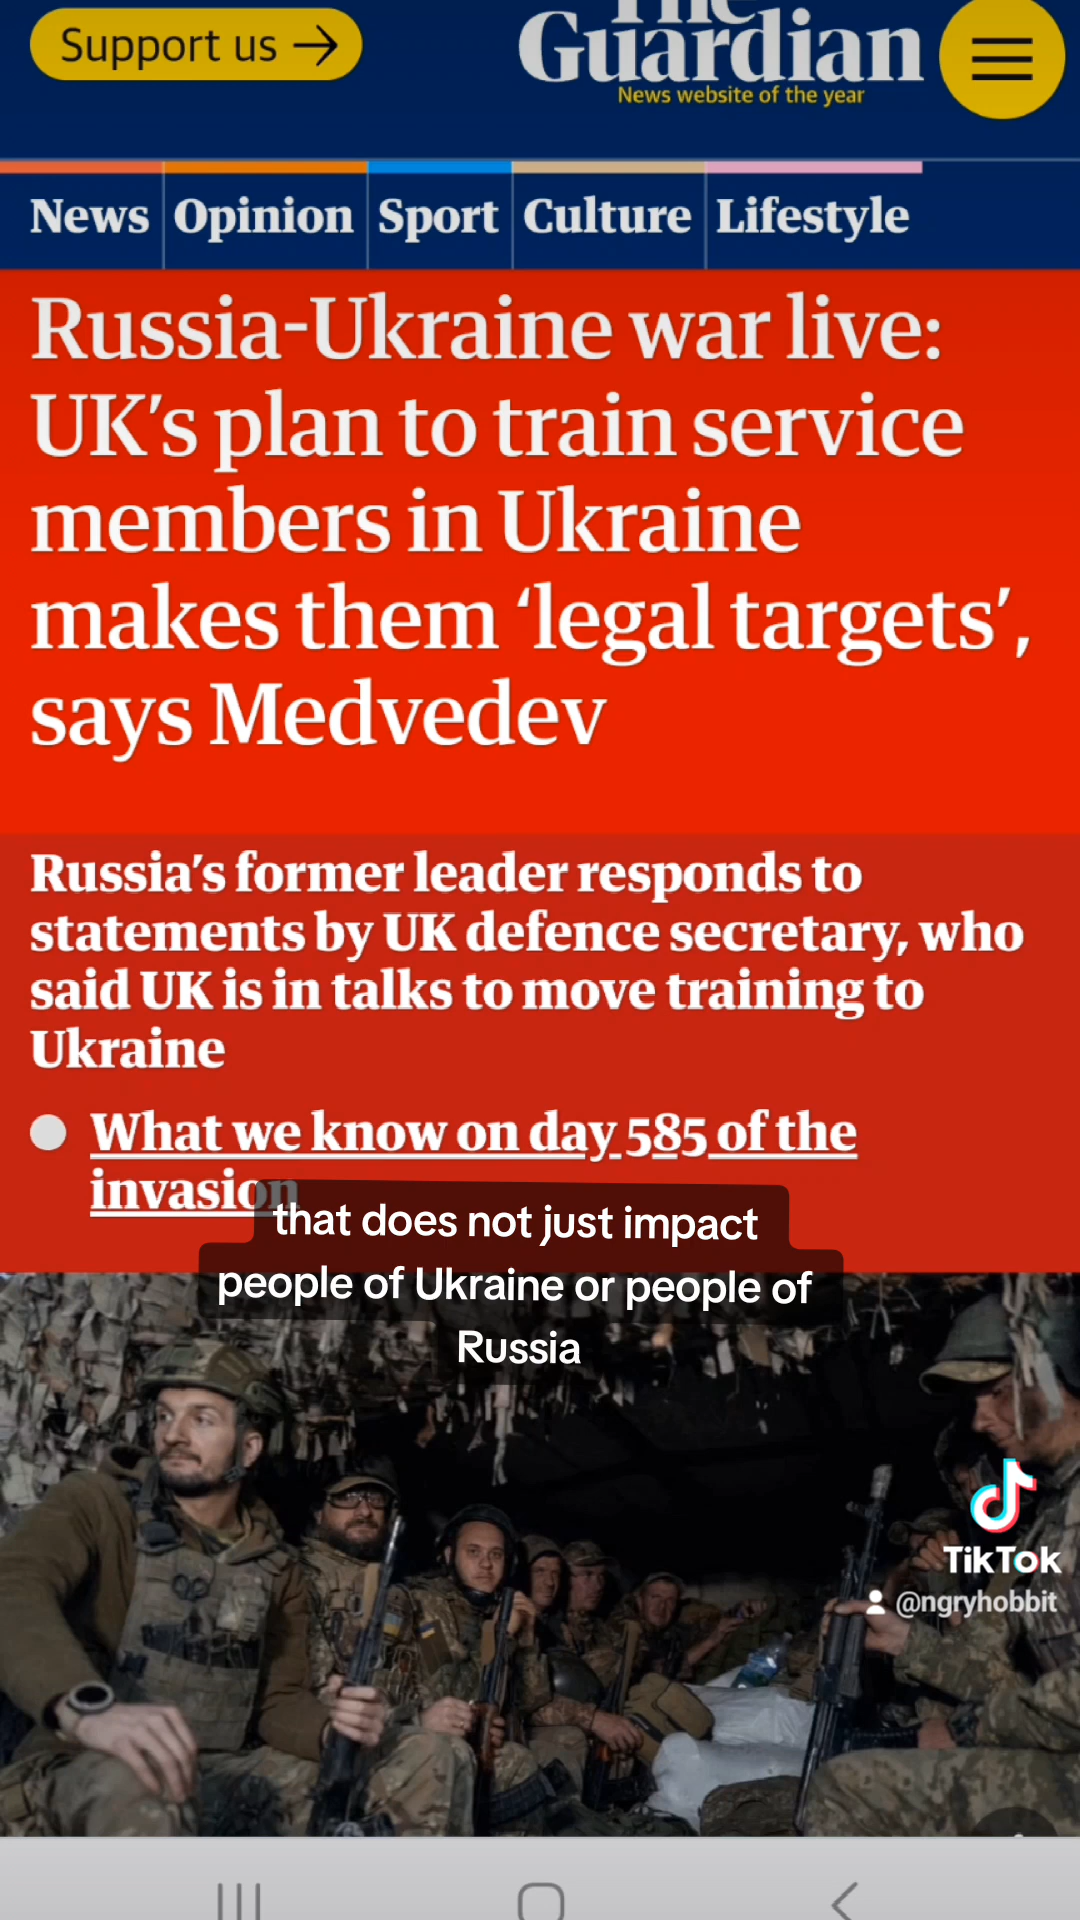 Support us →
The
Guardian
News website of the year
News
Opinion
Sport
Culture
Lifestyle
Russia-Ukraine war live:
UK’s plan to train service
members in Ukraine
makes them ‘legal targets’,
says Medvedev
Russia’s former leader responds to
statements by UK defence secretary, who
said UK is in talks to move training to
Ukraine
What we know on day 585 of the
invasion
that does not just impact
people of Ukraine or people of
Russia
TikTok
@ngryhobbit